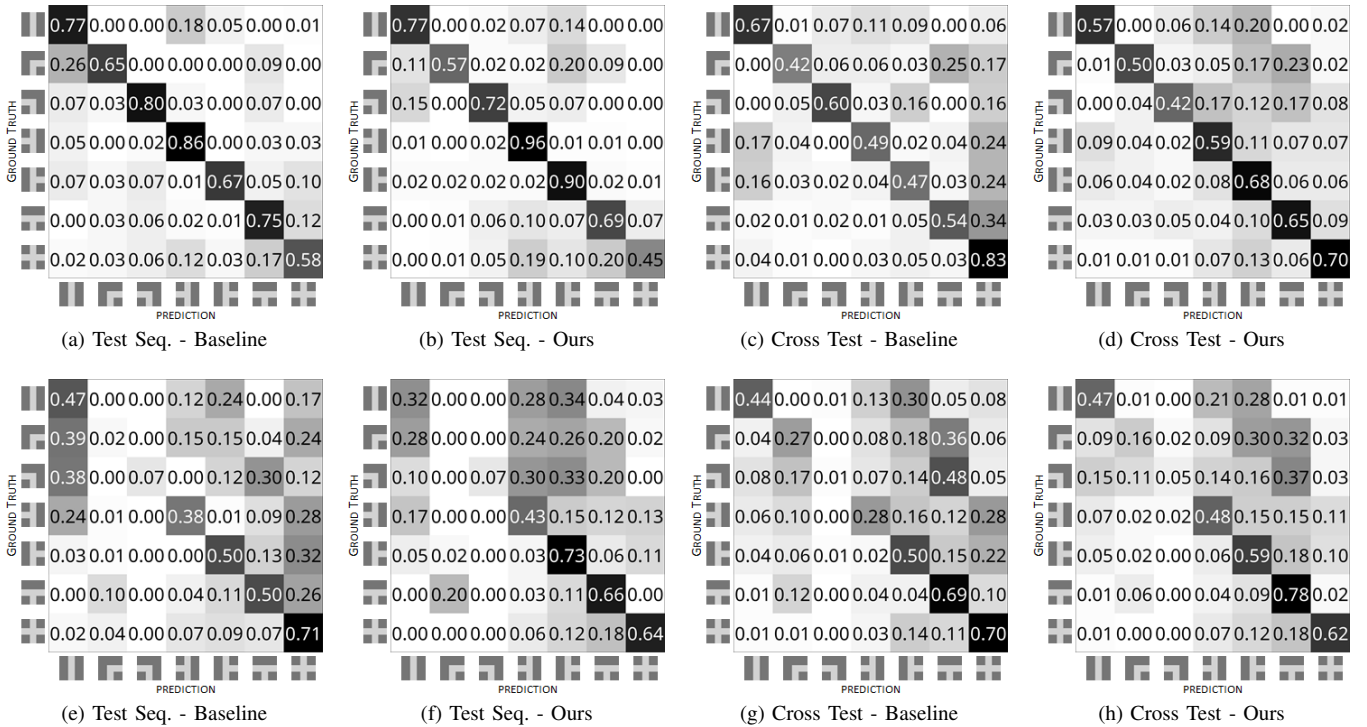 0.77 0.00 0.00 0.18 0.05 0.00 0.01
0.26 0.65 0.00 0.00 0.00 0.09 0.00
0.07 0.03 0.80 0.03 0.00 0.07 0.00
0.05 0.00 0.02 0.86 0.00 0.03 0.03
0.07 0.03 0.07 0.01 0.67 0.05 0.10
0.00 0.03 0.06 0.02 0.01 0.75 0.12
0.02 0.03 0.06 0.12 0.03 0.17 0.58
GROUND TRUTH
PREDICTION
(a) Test Seq. - Baseline
0.77 0.00 0.02 0.07 0.14 0.00 0.00
0.11 0.57 0.02 0.02 0.20 0.09 0.00
0.15 0.00 0.72 0.05 0.07 0.00 0.00
0.01 0.00 0.02 0.96 0.01 0.01 0.00
0.02 0.02 0.02 0.02 0.90 0.02 0.01
0.00 0.01 0.06 0.10 0.07 0.69 0.07
0.00 0.01 0.05 0.19 0.10 0.20 0.45
PREDICTION
(b) Test Seq. - Ours
0.67 0.01 0.07 0.11 0.09 0.00 0.06
0.00 0.42 0.06 0.06 0.03 0.25 0.17
0.00 0.05 0.60 0.03 0.16 0.00 0.16
0.17 0.04 0.00 0.49 0.02 0.04 0.24
0.16 0.03 0.02 0.04 0.47 0.03 0.24
0.02 0.01 0.02 0.01 0.05 0.54 0.34
0.04 0.01 0.00 0.03 0.05 0.03 0.83
GROUND TRUTH
PREDICTION
(c) Cross Test - Baseline
0.57 0.00 0.06 0.14 0.20 0.00 0.02
0.01 0.50 0.03 0.05 0.17 0.23 0.02
0.00 0.04 0.42 0.17 0.12 0.17 0.08
0.09 0.04 0.02 0.59 0.11 0.07 0.07
0.06 0.04 0.02 0.08 0.68 0.06 0.06
0.03 0.03 0.05 0.04 0.10 0.65 0.09
0.01 0.01 0.01 0.07 0.13 0.06 0.70
GROUND TRUTH
PREDICTION
(d) Cross Test - Ours
0.47 0.00 0.00 0.12 0.24 0.00 0.17
0.39 0.02 0.00 0.15 0.15 0.04 0.24
0.38 0.00 0.07 0.00 0.12 0.30 0.12
0.24 0.01 0.00 0.38 0.01 0.09 0.28
0.03 0.01 0.00 0.00 0.50 0.13 0.32
0.00 0.10 0.00 0.04 0.11 0.50 0.26
0.02 0.04 0.00 0.07 0.09 0.07 0.71
GROUND TRUTH
PREDICTION
(e) Test Seq. - Baseline
0.32 0.00 0.00 0.28 0.34 0.04 0.03
0.28 0.00 0.00 0.24 0.26 0.20 0.02
0.10 0.00 0.07 0.30 0.33 0.20 0.00
0.17 0.00 0.00 0.43 0.15 0.12 0.13
0.05 0.02 0.00 0.03 0.73 0.06 0.11
0.00 0.20 0.00 0.03 0.11 0.66 0.00
0.00 0.00 0.00 0.06 0.12 0.18 0.64
PREDICTION
(f) Test Seq. - Ours
0.44 0.00 0.01 0.13 0.30 0.05 0.08
0.04 0.27 0.00 0.08 0.18 0.36 0.06
0.08 0.17 0.01 0.07 0.14 0.48 0.05
0.06 0.10 0.00 0.28 0.16 0.12 0.28
0.04 0.06 0.01 0.02 0.50 0.15 0.22
0.01 0.12 0.00 0.04 0.04 0.69 0.10
0.01 0.01 0.00 0.03 0.14 0.11 0.70
GROUND TRUTH
PREDICTION
(g) Cross Test - Baseline
0.47 0.01 0.00 0.21 0.28 0.01 0.01
0.09 0.16 0.02 0.09 0.30 0.32 0.03
0.15 0.11 0.05 0.14 0.16 0.37 0.03
0.07 0.02 0.02 0.48 0.15 0.15 0.11
0.05 0.02 0.00 0.06 0.59 0.18 0.10
0.01 0.06 0.00 0.04 0.09 0.78 0.02
0.01 0.00 0.00 0.07 0.12 0.18 0.62
GROUND TRUTH
PREDICTION
(h) Cross Test - Ours